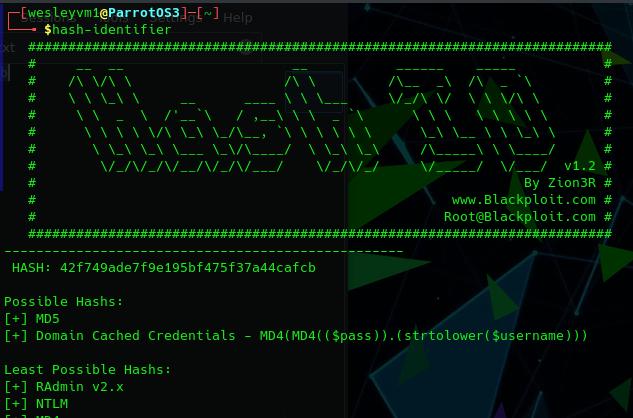 ┌─[wesleyvm1@ParrotOS3]─[~]
└──╼ $hash-identifier
   #########################################################################
   #     __  __                     __           ______    _____           #
   #    /\ \/\ \                   /\ \         /\__  _\  /\  _ `\         #
   #    \ \ \_\ \     __      ____ \ \ \___     \/_/\ \/  \ \ \/\ \        #
   #     \ \  _  \  /'__`\   / ,__\ \ \  _ `\      \ \ \   \ \ \ \ \       #
   #      \ \ \ \ \/\ \_\ \_/\__, `\ \ \ \ \ \      \_\ \__ \ \ \_\ \      #
   #       \ \_\ \_\ \___ \_\/\____/  \ \_\ \_\     /\_____\ \ \____/      #
   #        \/_/\/_/\/__/\/_/\/___/    \/_/\/_/     \/_____/  \/___/  v1.2 #
   #                                                             By Zion3R #
   #                                                    www.Blackploit.com #
   #                                                   Root@Blackploit.com #
   #########################################################################
--------------------------------------------------
 HASH: 42f749ade7f9e195bf475f37a44cafcb
Possible Hashs:
[+] MD5
[+] Domain Cached Credentials - MD4(MD4(($pass)).(strtolower($username)))
Least Possible Hashs:
[+] RAdmin v2.x
[+] NTLM
[+] MD4